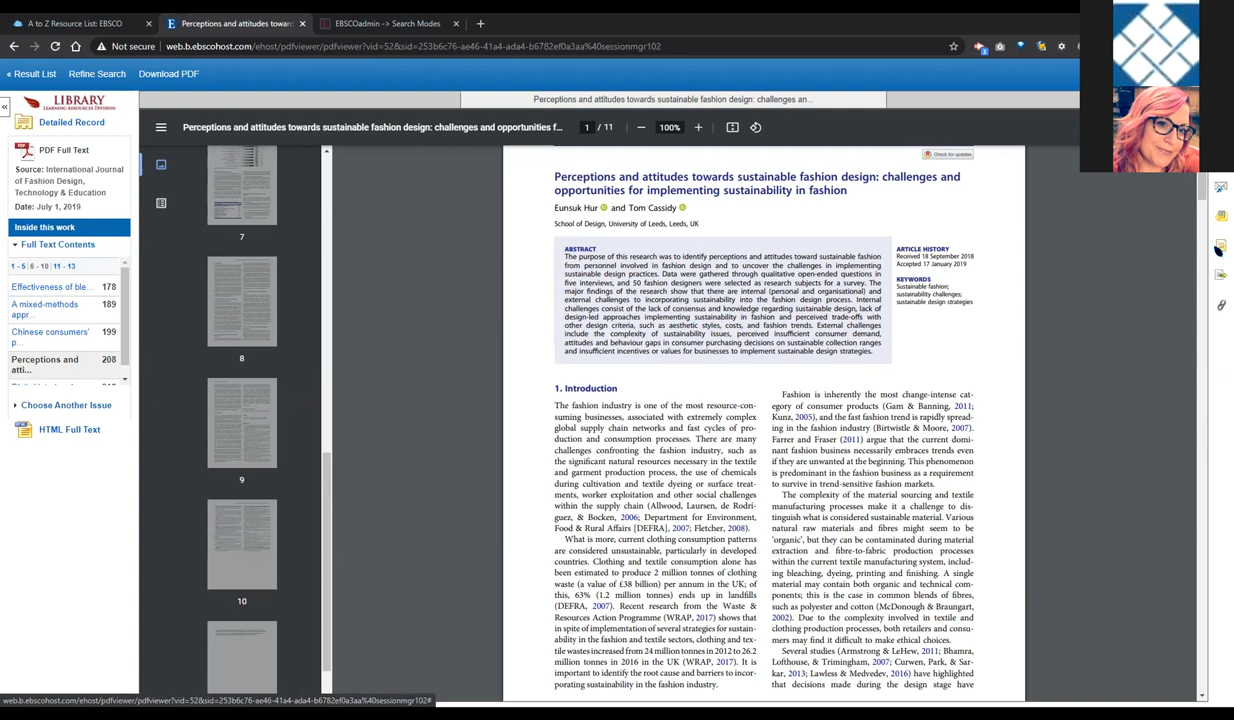 A to Z Resource List: EBSCO
Perceptions and attitudes toward
EBSCOadmin -> Search Modes
Not secure
web.b.ebscohost.com/ehost/pdfviewer/pdfviewer?vid=52&sid=253b6c76-ae46-41a4-ada4-b6782ef0a3aa%40sessionmgr102
« Result List
Refine Search
Download PDF
LIBRARY
LEARNING RESOURCES DIVISION
Detailed Record
PDF Full Text
Source: International Journal
of Fashion Design,
Technology & Education
Date: July 1, 2019
Inside this work
Full Text Contents
1 - 5 | 6 - 10 | 11 - 13
Effectiveness of ble... 178
A mixed-methods 189
appr...
Chinese consumers' 199
p...
Perceptions and 208
atti...
Choose Another Issue
HTML Full Text
Perceptions and attitudes towards sustainable fashion design: challenges an...
Perceptions and attitudes towards sustainable fashion design: challenges and opportunities f...
1 / 11
100%
7
8
9
10
Check for updates
Perceptions and attitudes towards sustainable fashion design: challenges and
opportunities for implementing sustainability in fashion
Eunsuk Hur and Tom Cassidy
School of Design, University of Leeds, Leeds, UK
ABSTRACT
The purpose of this research was to identify perceptions and attitudes toward sustainable fashion
from personnel involved in fashion design and to uncover the challenges in implementing
sustainable design practices. Data were gathered through qualitative open-ended questions in
five interviews, and 50 fashion designers were selected as research subjects for a survey. The
major findings of the research show that there are internal (personal and organisational) and
external challenges to incorporating sustainability into the fashion design process. Internal
challenges consist of the lack of consensus and knowledge regarding sustainable design, lack of
design-led approaches implementing sustainability in fashion and perceived trade-offs with
other design criteria, such as aesthetic styles, costs, and fashion trends. External challenges
include the complexity of sustainability issues, perceived insufficient consumer demand,
attitudes and behaviour gaps in consumer purchasing decisions on sustainable collection ranges
and insufficient incentives or values for businesses to implement sustainable design strategies.
ARTICLE HISTORY
Received 18 September 2018
Accepted 17 January 2019
KEYWORDS
Sustainable fashion;
sustainability challenges;
sustainable design strategies
1. Introduction
The fashion industry is one of the most resource-con-
suming businesses, associated with extremely complex
global supply chain networks and fast cycles of pro-
duction and consumption processes. There are many
challenges confronting the fashion industry, such as
the significant natural resources necessary in the textile
and garment production process, the use of chemicals
during cultivation and textile dyeing or surface treat-
ments, worker exploitation and other social challenges
within the supply chain (Allwood, Laursen, de Rodrí-
guez, & Bocken, 2006; Department for Environment,
Food & Rural Affairs [DEFRA], 2007; Fletcher, 2008).
What is more, current clothing consumption patterns
are considered unsustainable, particularly in developed
countries. Clothing and textile consumption alone has
been estimated to produce 2 million tonnes of clothing
waste (a value of £38 billion) per annum in the UK; of
this, 63% (1.2 million tonnes) ends up in landfills
(DEFRA, 2007). Recent research from the Waste &
Resources Action Programme (WRAP, 2017) shows that
in spite of implementation of several strategies for sustain-
ability in the fashion and textile sectors, clothing and tex-
tile wastes increased from 24 million tonnes in 2012 to 26.2
million tonnes in 2016 in the UK (WRAP, 2017). It is
important to identify the root cause and barriers to incor-
porating sustainability in the fashion industry.
Fashion is inherently the most change-intense cat-
egory of consumer products (Gam & Banning, 2011;
Kunz, 2005), and the fast fashion trend is rapidly spread-
ing in the fashion industry (Birtwistle & Moore, 2007).
Farrer and Fraser (2011) argue that the current domi-
nant fashion business necessarily embraces trends even
if they are unwanted at the beginning. This phenomenon
is predominant in the fashion business as a requirement
to survive in trend-sensitive fashion markets.
The complexity of the material sourcing and textile
manufacturing processes make it a challenge to dis-
tinguish what is considered sustainable material. Various
natural raw materials and fibres might seem to be
'organic', but they can be contaminated during material
extraction and fibre-to-fabric production processes
within the current textile manufacturing system, includ-
ing bleaching, dyeing, printing and finishing. A single
material may contain both organic and technical com-
ponents; this is the case in common blends of fibres,
such as polyester and cotton (McDonough & Braungart,
2002). Due to the complexity involved in textile and
clothing production processes, both retailers and consu-
mers may find it difficult to make ethical choices.
Several studies (Armstrong & LeHew, 2011; Bhamra,
Lofthouse, & Trimingham, 2007; Curwen, Park, & Sar-
kar, 2013; Lawless & Medvedev, 2016) have highlighted
that decisions made during the design stage have
web.b.ebscohost.com/ehost/pdfviewer/pdfviewer?vid=52&sid=253b6c76-ae46-41a4-ada4-b6782ef0a3aa%40sessionmgr102#